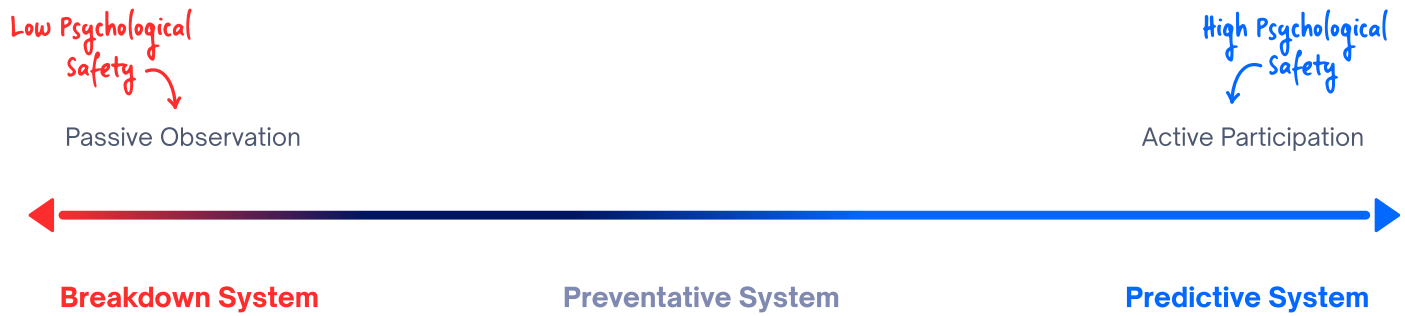 Low Psychological
Safety
High Psychological
Safety
Passive Observation
Active Participation
Breakdown System
Preventative System
Predictive System